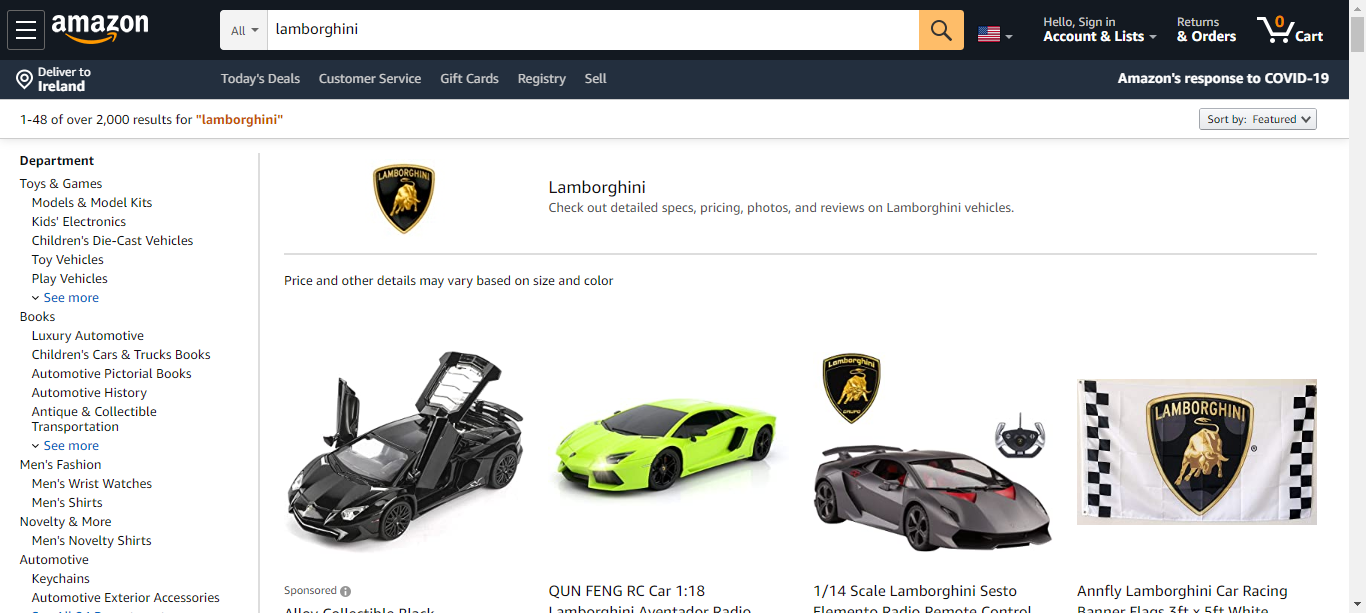 amazon
All
lamborghini
Hello, Sign in
Account & Lists
Returns
& Orders
0
Cart
Deliver to
Ireland
Today's Deals
Customer Service
Gift Cards
Registry
Sell
Amazon's response to COVID-19
1-48 of over 2,000 results for "lamborghini"
Sort by: Featured
Department
Toys & Games
Models & Model Kits
Kids' Electronics
Children's Die-Cast Vehicles
Toy Vehicles
Play Vehicles
See more
Books
Luxury Automotive
Children's Cars & Trucks Books
Automotive Pictorial Books
Automotive History
Antique & Collectible
Transportation
See more
Men's Fashion
Men's Wrist Watches
Men's Shirts
Novelty & More
Men's Novelty Shirts
Automotive
Keychains
Automotive Exterior Accessories
LAMBORGHINI
Lamborghini
Check out detailed specs, pricing, photos, and reviews on Lamborghini vehicles.
Price and other details may vary based on size and color
Sponsored
Alloy Collectible Black
QUN FENG RC Car 1:18
Lamborghini Aventador Radio
Lamborghini
1/14 Scale Lamborghini Sesto
Elemento Radio Remote Control
LAMBORGHINI
®
Annfly Lamborghini Car Racing
Banner Flags 3ft x 5ft White